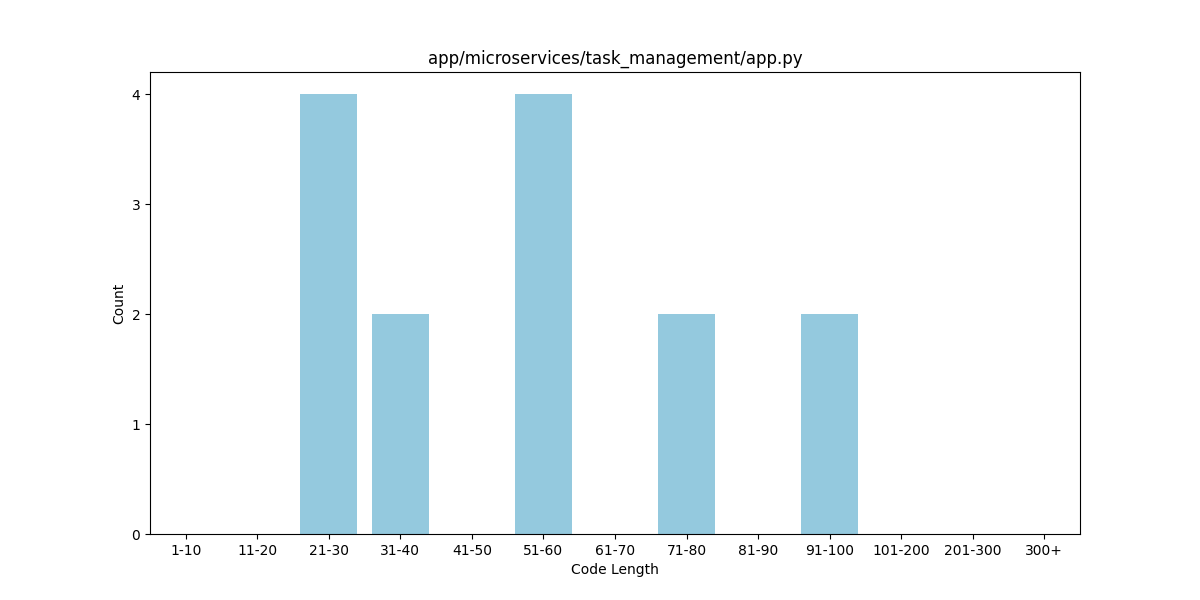 app/microservices/task_management/app.py
4
3
2
1
0
Count
1-10 11-20 21-30 31-40 41-50 51-60 61-70 71-80 81-90 91-100 101-200 201-300 300+
Code Length